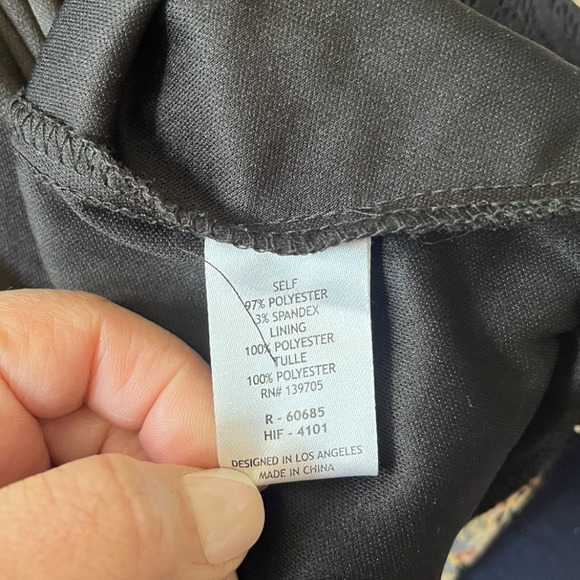 SELF
97% POLYESTER
3% SPANDEX
LINING
100% POLYESTER
TULLE
100% POLYESTER
RN# 139705
R - 60685
HIF - 4101
DESIGNED IN LOS ANGELES
MADE IN CHINA